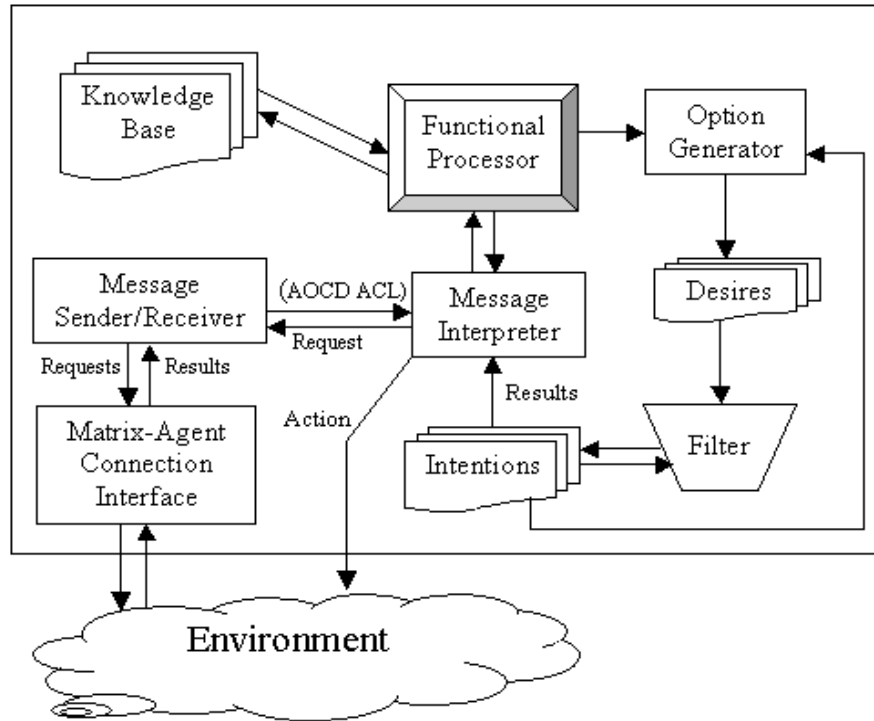 Knowledge
Base
Functional
Processor
Option
Generator
Message
Sender/Receiver
(AOCD ACL)
Request
Message
Interpreter
Desires
Requests
Results
Action
Results
Matrix-Agent
Connection
Interface
Intentions
Filter
Environment